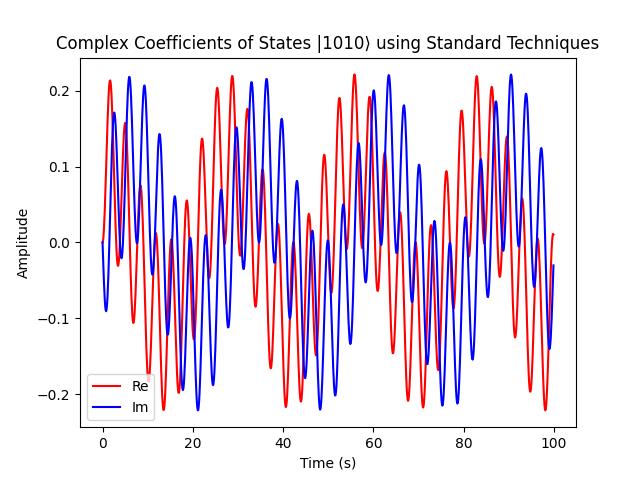 Complex Coefficients of States |1010⟩ using Standard Techniques
Amplitude
0.2
0.1
0.0
−0.1
−0.2
Re
Im
0 20 40 60 80 100
Time (s)